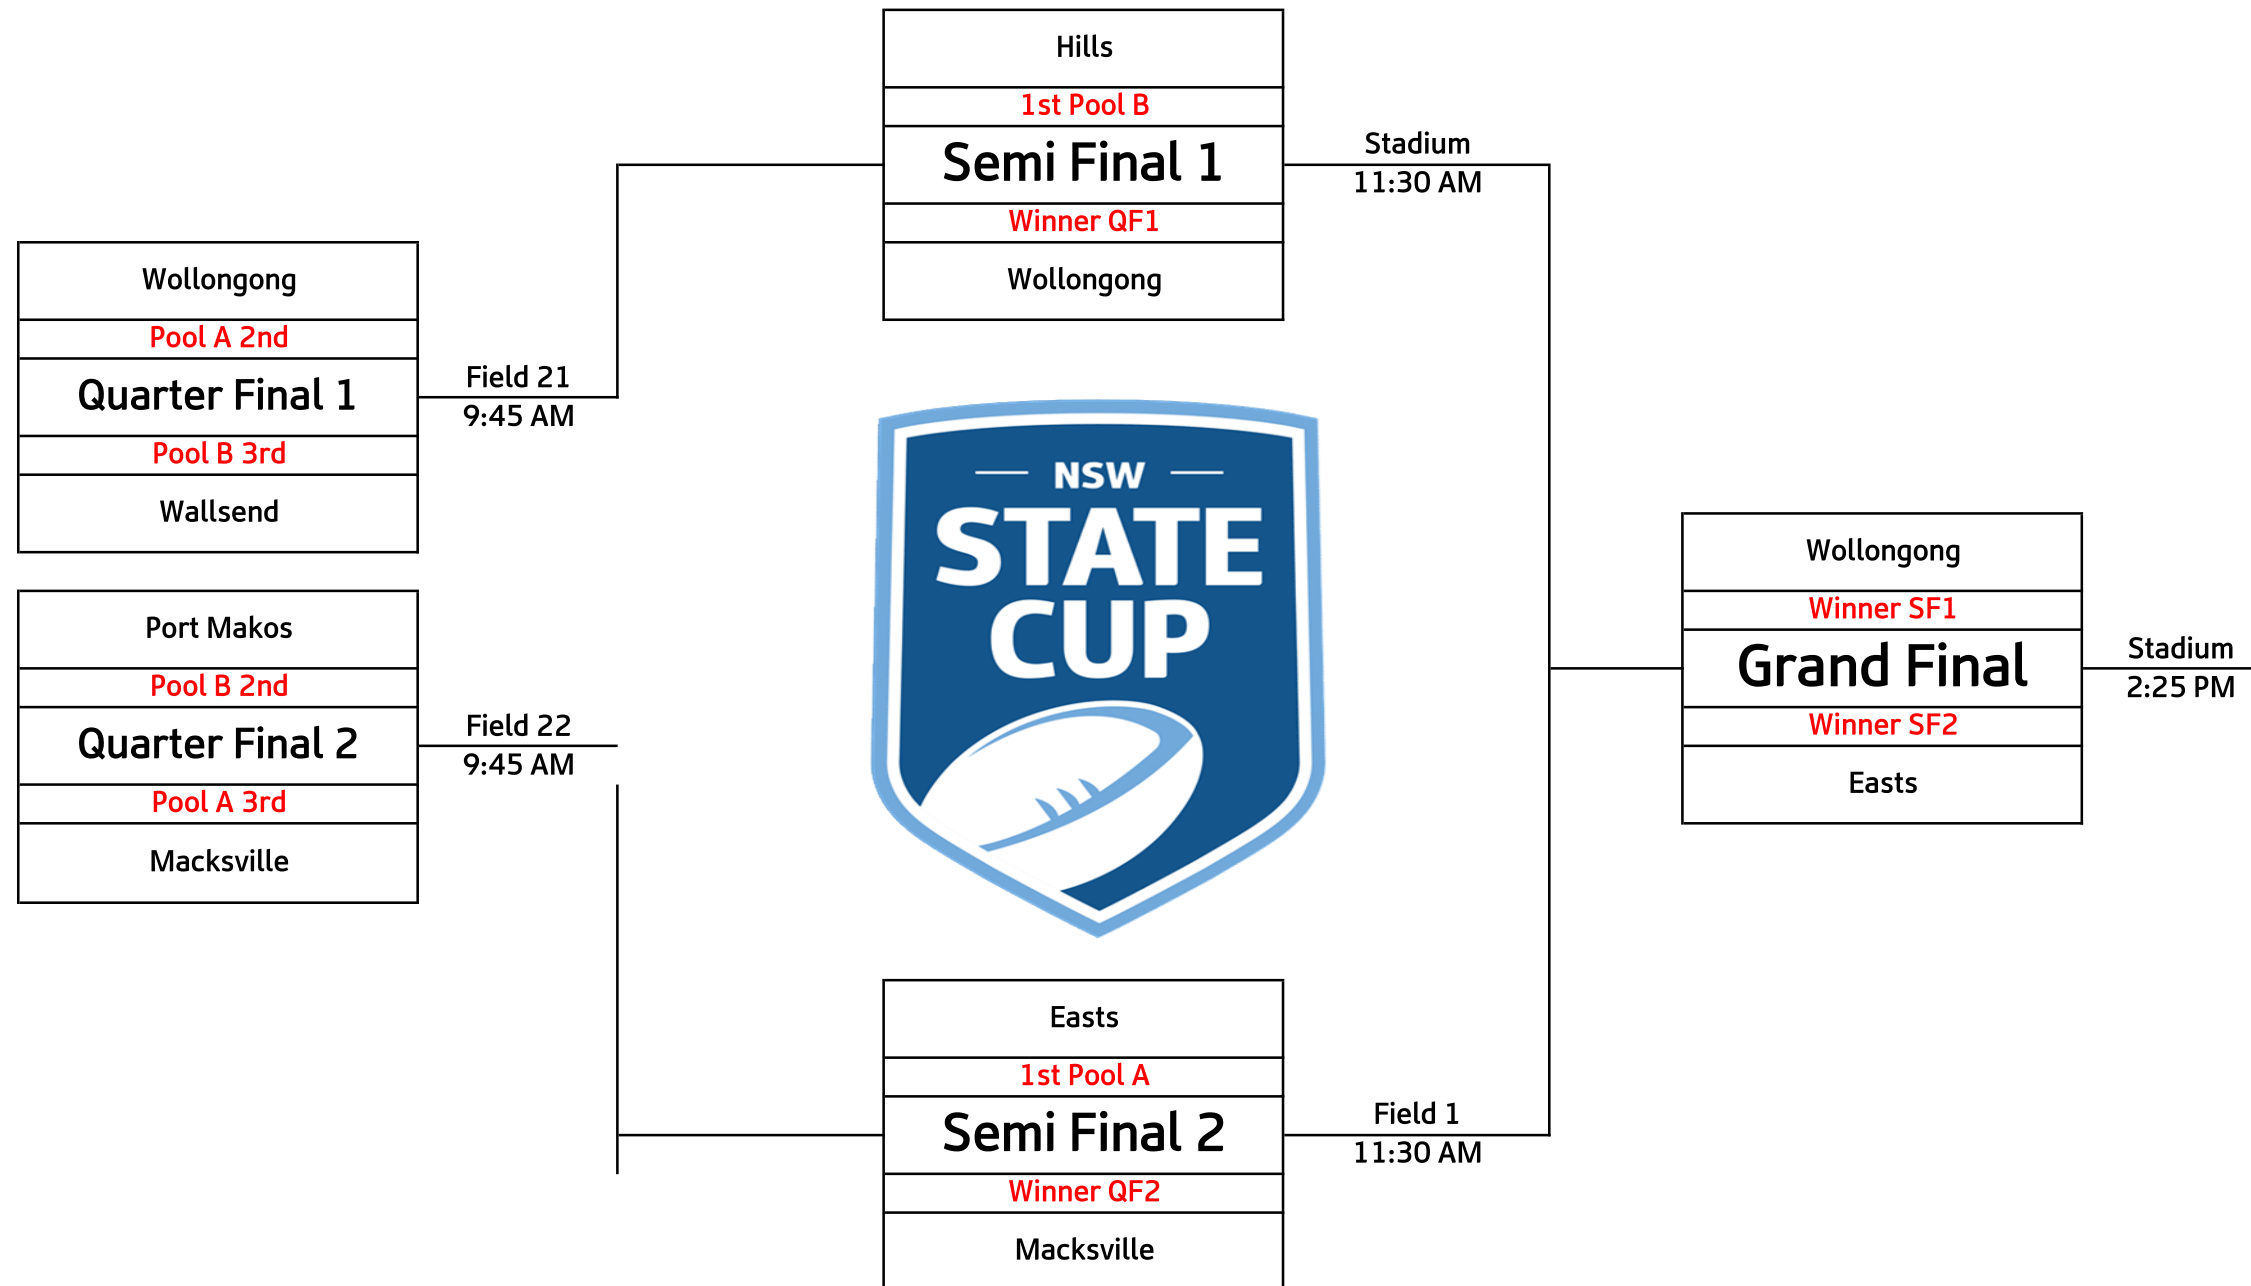 Hills
1st Pool B
Semi Final 1
Winner QF1
Wollongong
Stadium
11:30 AM
Wollongong
Pool A 2nd
Quarter Final 1
Pool B 3rd
Wallsend
Field 21
9:45 AM
Port Makos
Pool B 2nd
Quarter Final 2
Pool A 3rd
Macksville
Field 22
9:45 AM
NSW
STATE
CUP
Wollongong
Winner SF1
Grand Final
Winner SF2
Easts
Stadium
2:25 PM
Easts
1st Pool A
Semi Final 2
Winner QF2
Macksville
Field 1
11:30 AM